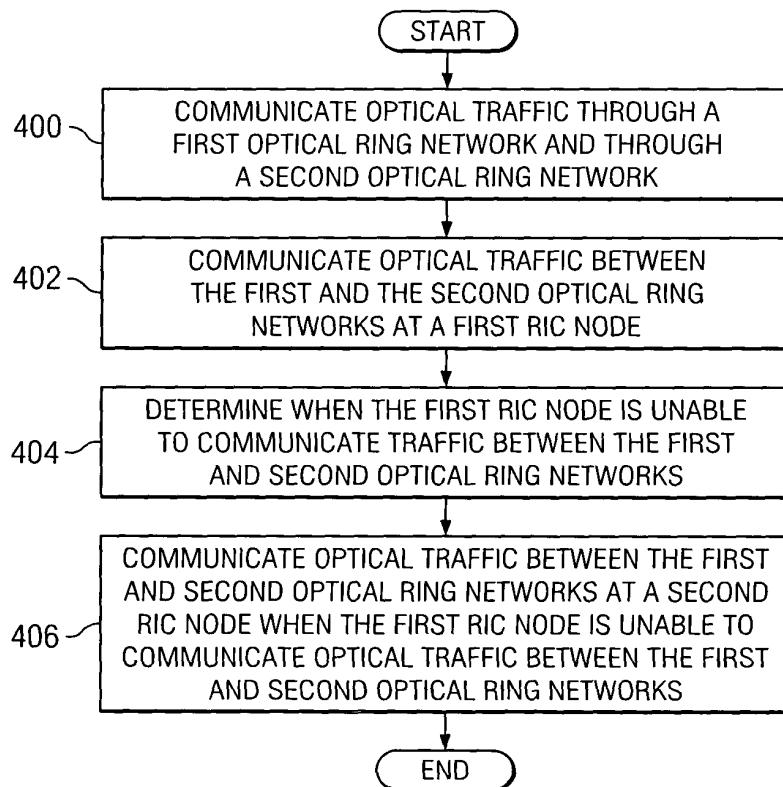 START
400
COMMUNICATE OPTICAL TRAFFIC THROUGH A
FIRST OPTICAL RING NETWORK AND THROUGH
A SECOND OPTICAL RING NETWORK
402
COMMUNICATE OPTICAL TRAFFIC BETWEEN
THE FIRST AND THE SECOND OPTICAL RING
NETWORKS AT A FIRST RIC NODE
404
DETERMINE WHEN THE FIRST RIC NODE IS UNABLE
TO COMMUNICATE TRAFFIC BETWEEN THE FIRST
AND SECOND OPTICAL RING NETWORKS
406
COMMUNICATE OPTICAL TRAFFIC BETWEEN THE FIRST
AND SECOND OPTICAL RING NETWORKS AT A SECOND
RIC NODE WHEN THE FIRST RIC NODE IS UNABLE TO
COMMUNICATE OPTICAL TRAFFIC BETWEEN THE FIRST
AND SECOND OPTICAL RING NETWORKS
END